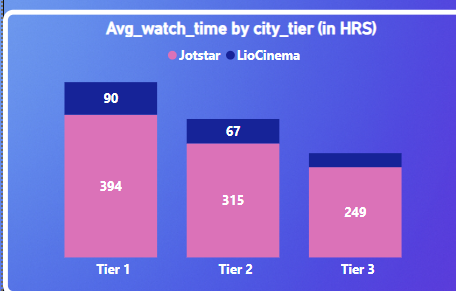 Avg_watch_time by city_tier (in HRS)
Jotstar LioCinema
90
67
394
315
249
Tier 1 Tier 2 Tier 3